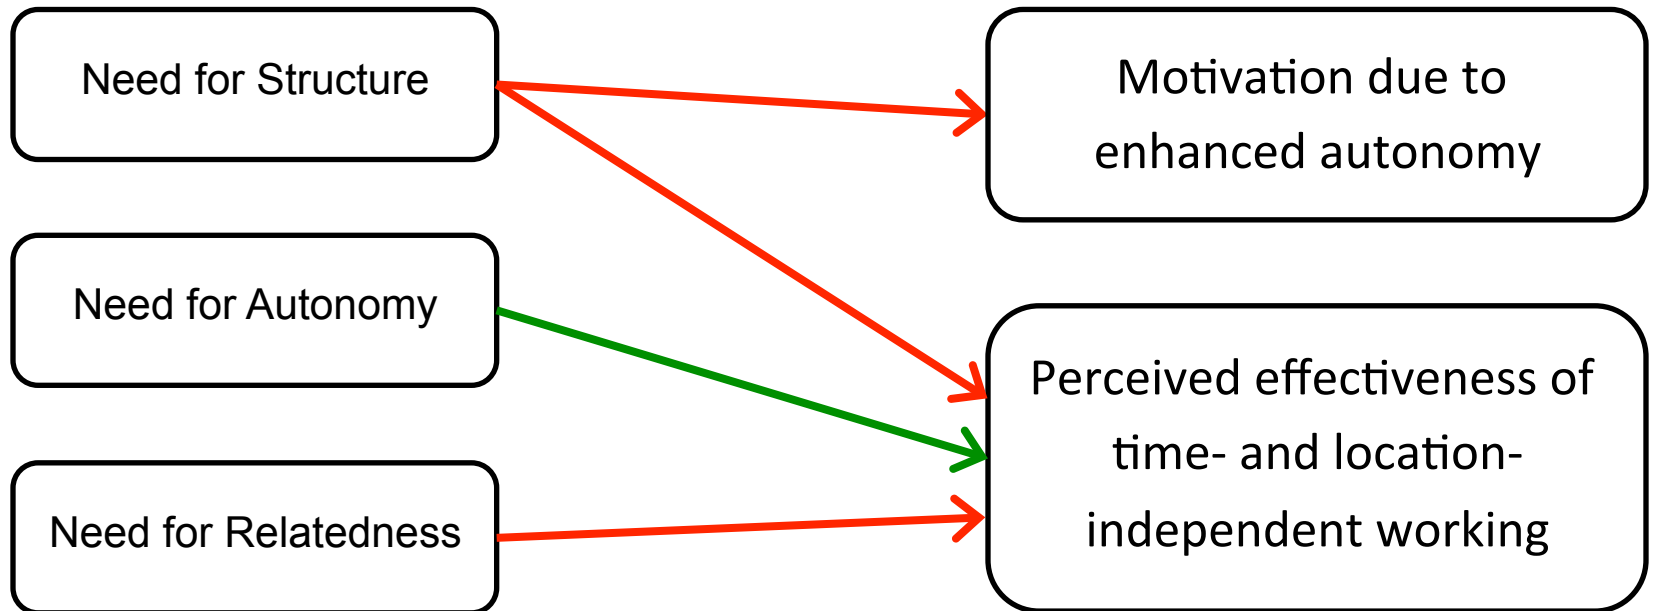 Need for Structure
Motivation due to
enhanced autonomy
Need for Autonomy
Perceived effectiveness of
time- and location-
independent working
Need for Relatedness